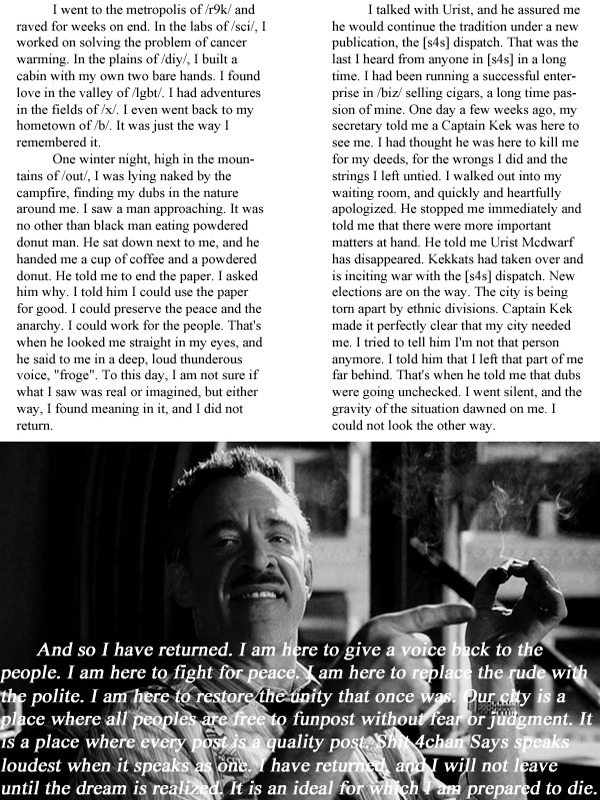 I went to the metropolis of /r9k/ and
raved for weeks on end. In the labs of /sci/, I
worked on solving the problem of cancer
warming. In the plains of /diy/, I built a
cabin with my own two bare hands. I found
love in the valley of /lgbt/. I had adventures
in the fields of /x/. I even went back to my
hometown of /b/. It was just the way I
remembered it.
One winter night, high in the moun-
tains of /out/, I was lying naked by the
campfire, finding my dubs in the nature
around me. I saw a man approaching. It was
no other than black man eating powdered
donut man. He sat down next to me, and he
handed me a cup of coffee and a powdered
donut. He told me to end the paper. I asked
him why. I told him I could use the paper
for good. I could preserve the peace and the
anarchy. I could work for the people. That's
when he looked me straight in my eyes, and
he said to me in a deep, loud thunderous
voice, "froge". To this day, I am not sure if
what I saw was real or imagined, but either
way, I found meaning in it, and I did not
return.
I talked with Urist, and he assured me
he would continue the tradition under a new
publication, the [s4s] dispatch. That was the
last I heard from anyone in [s4s] in a long
time. I had been running a successful enter-
prise in /biz/ selling cigars, a long time pas-
sion of mine. One day a few weeks ago, my
secretary told me a Captain Kek was here to
see me. I had thought he was here to kill me
for my deeds, for the wrongs I did and the
strings I left untied. I walked out into my
waiting room, and quickly and heartfully
apologized. He stopped me immediately and
told me that there were more important
matters at hand. He told me Urist Mcdwarf
has disappeared. Kekkats had taken over and
is inciting war with the [s4s] dispatch. New
elections are on the way. The city is being
torn apart by ethnic divisions. Captain Kek
made it perfectly clear that my city needed
me. I tried to tell him I'm not that person
anymore. I told him that I left that part of me
far behind. That's when he told me that dubs
were going unchecked. I went silent, and the
gravity of the situation dawned on me. I
could not look the other way.
And so I have returned. I am here to give a voice back to the
people. I am here to fight for peace. I am here to replace the rude with
the polite. I am here to restore the unity that once was. Our city is a
place where all peoples are free to funpost without fear or judgment. It
is a place where every post is a quality post. Shit 4chan Says speaks
loudest when it speaks as one. I have returned, and I will not leave
until the dream is realized. It is an ideal for which I am prepared to die.